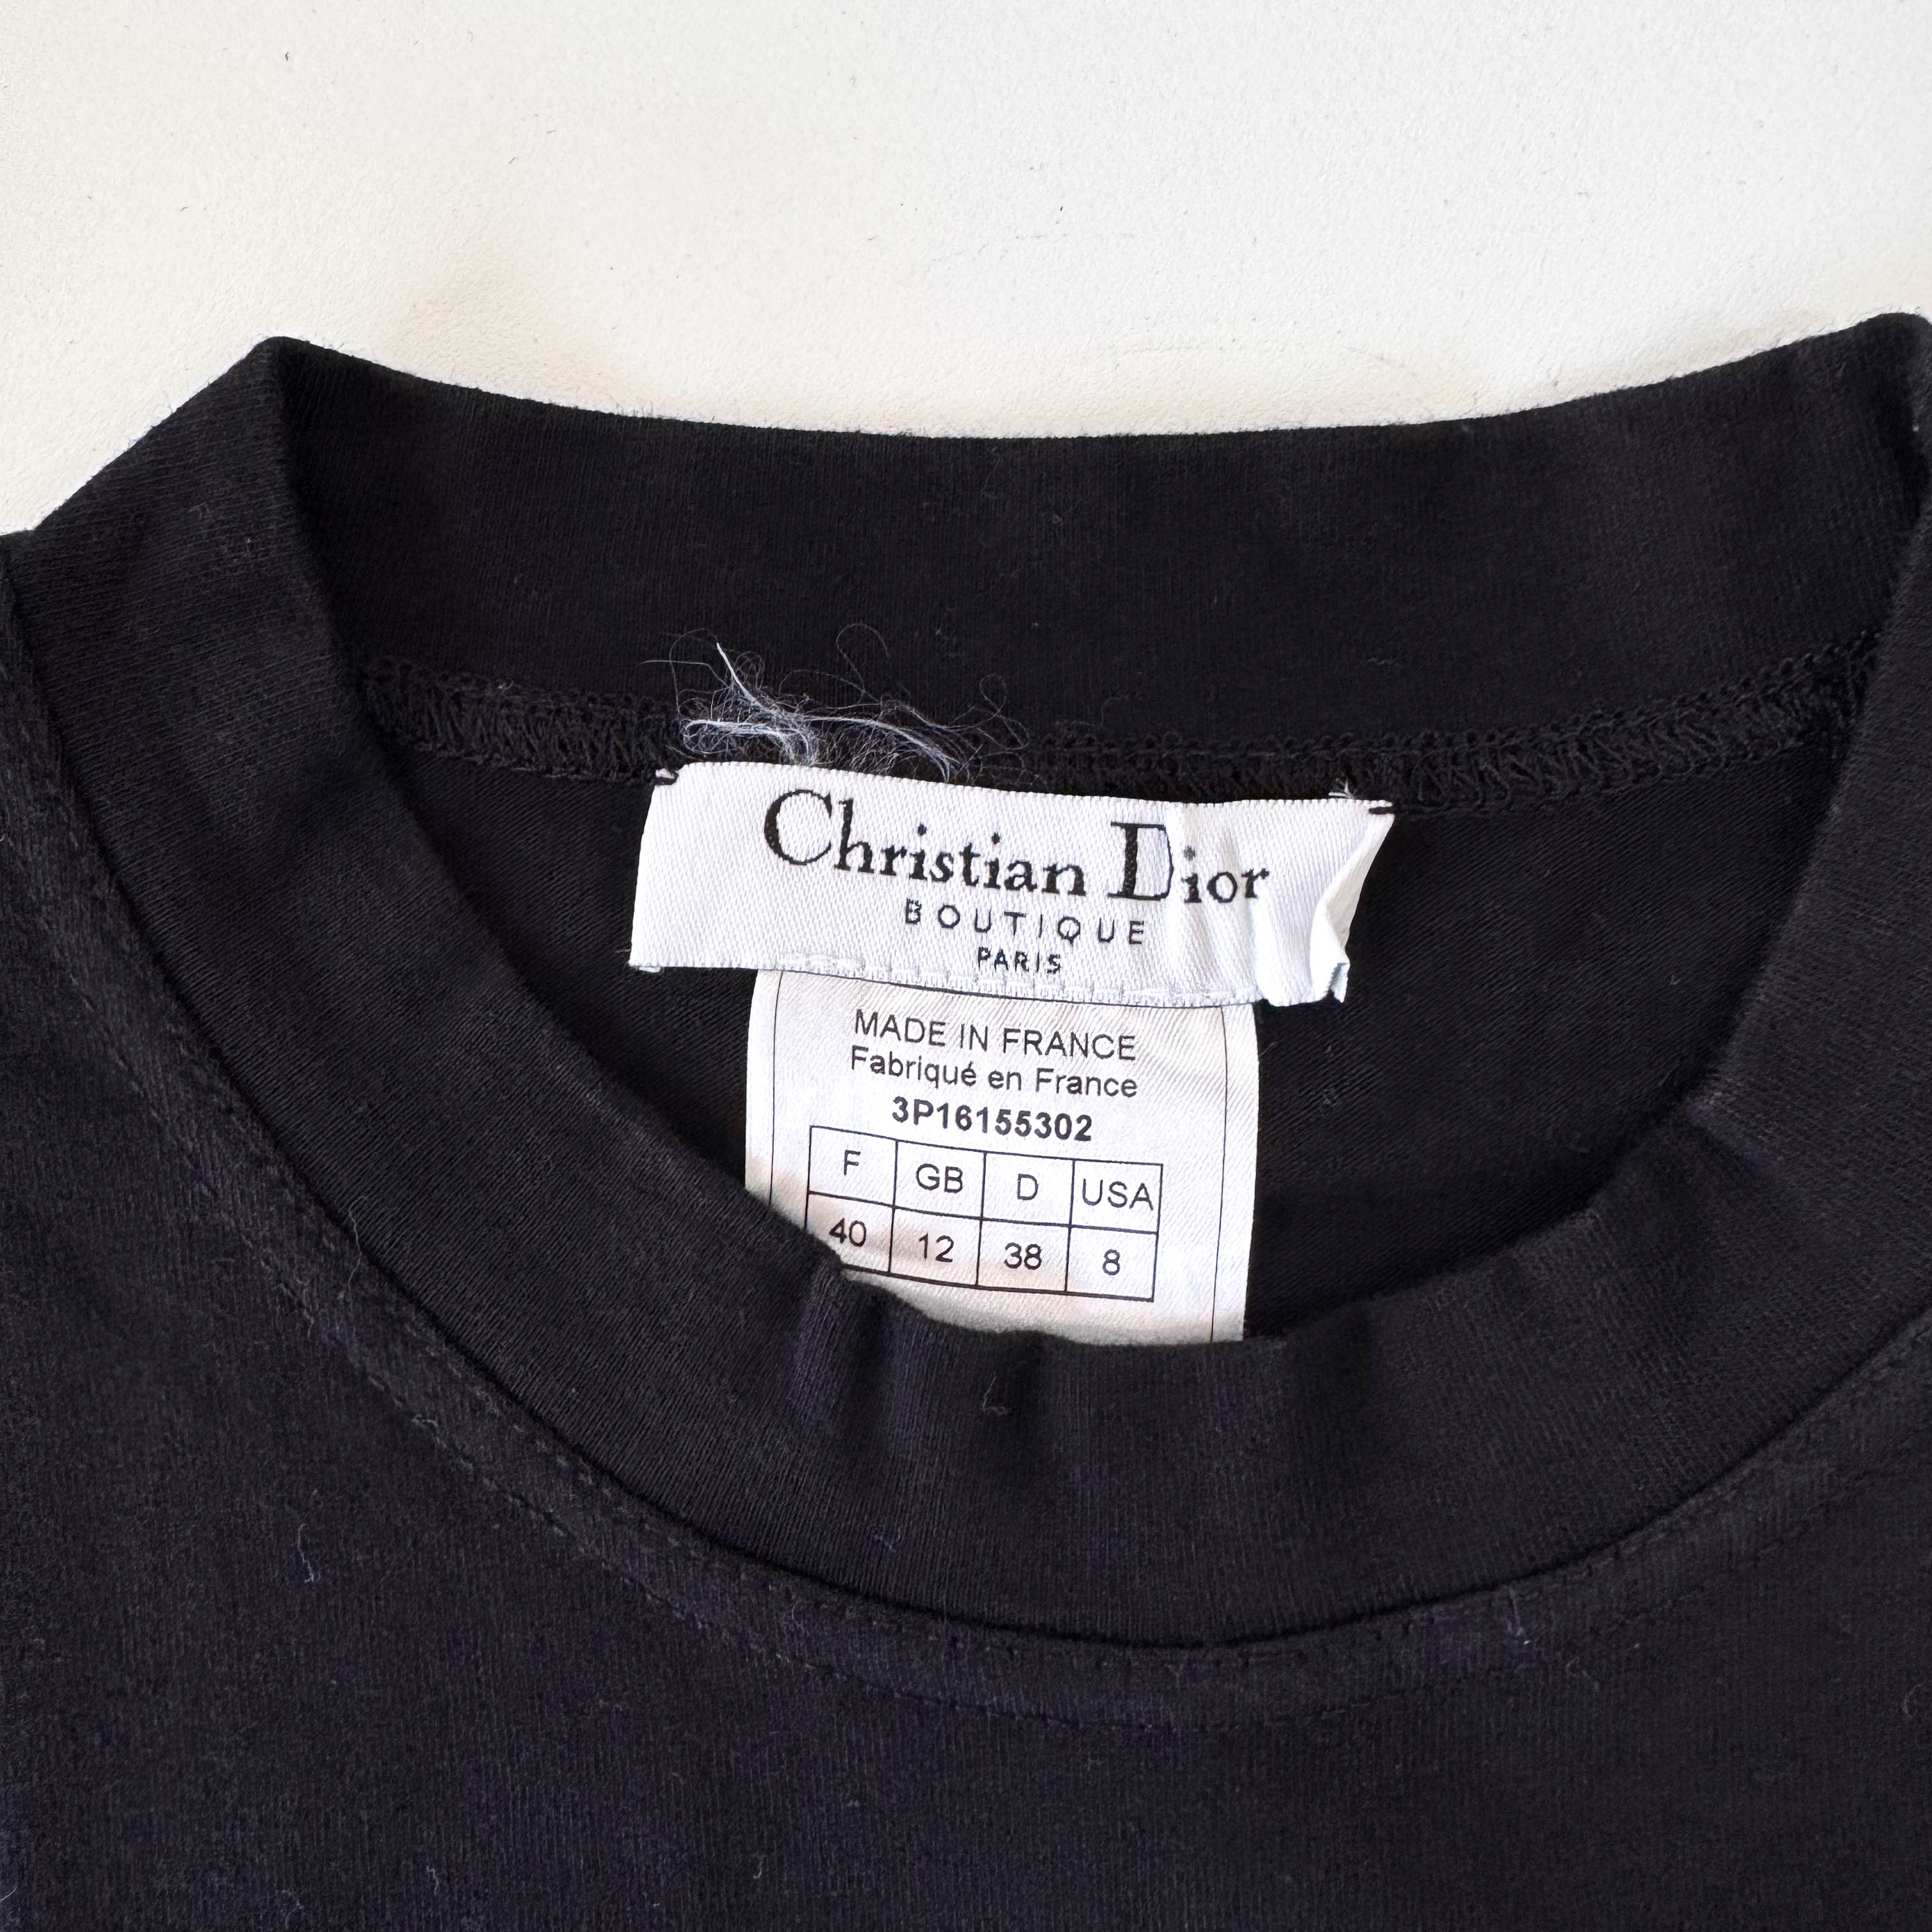 Christian Dior
BOUTIQUE
PARIS
MADE IN FRANCE
Fabriqué en France
3P16155302
F GB D USA
40 12 38 8